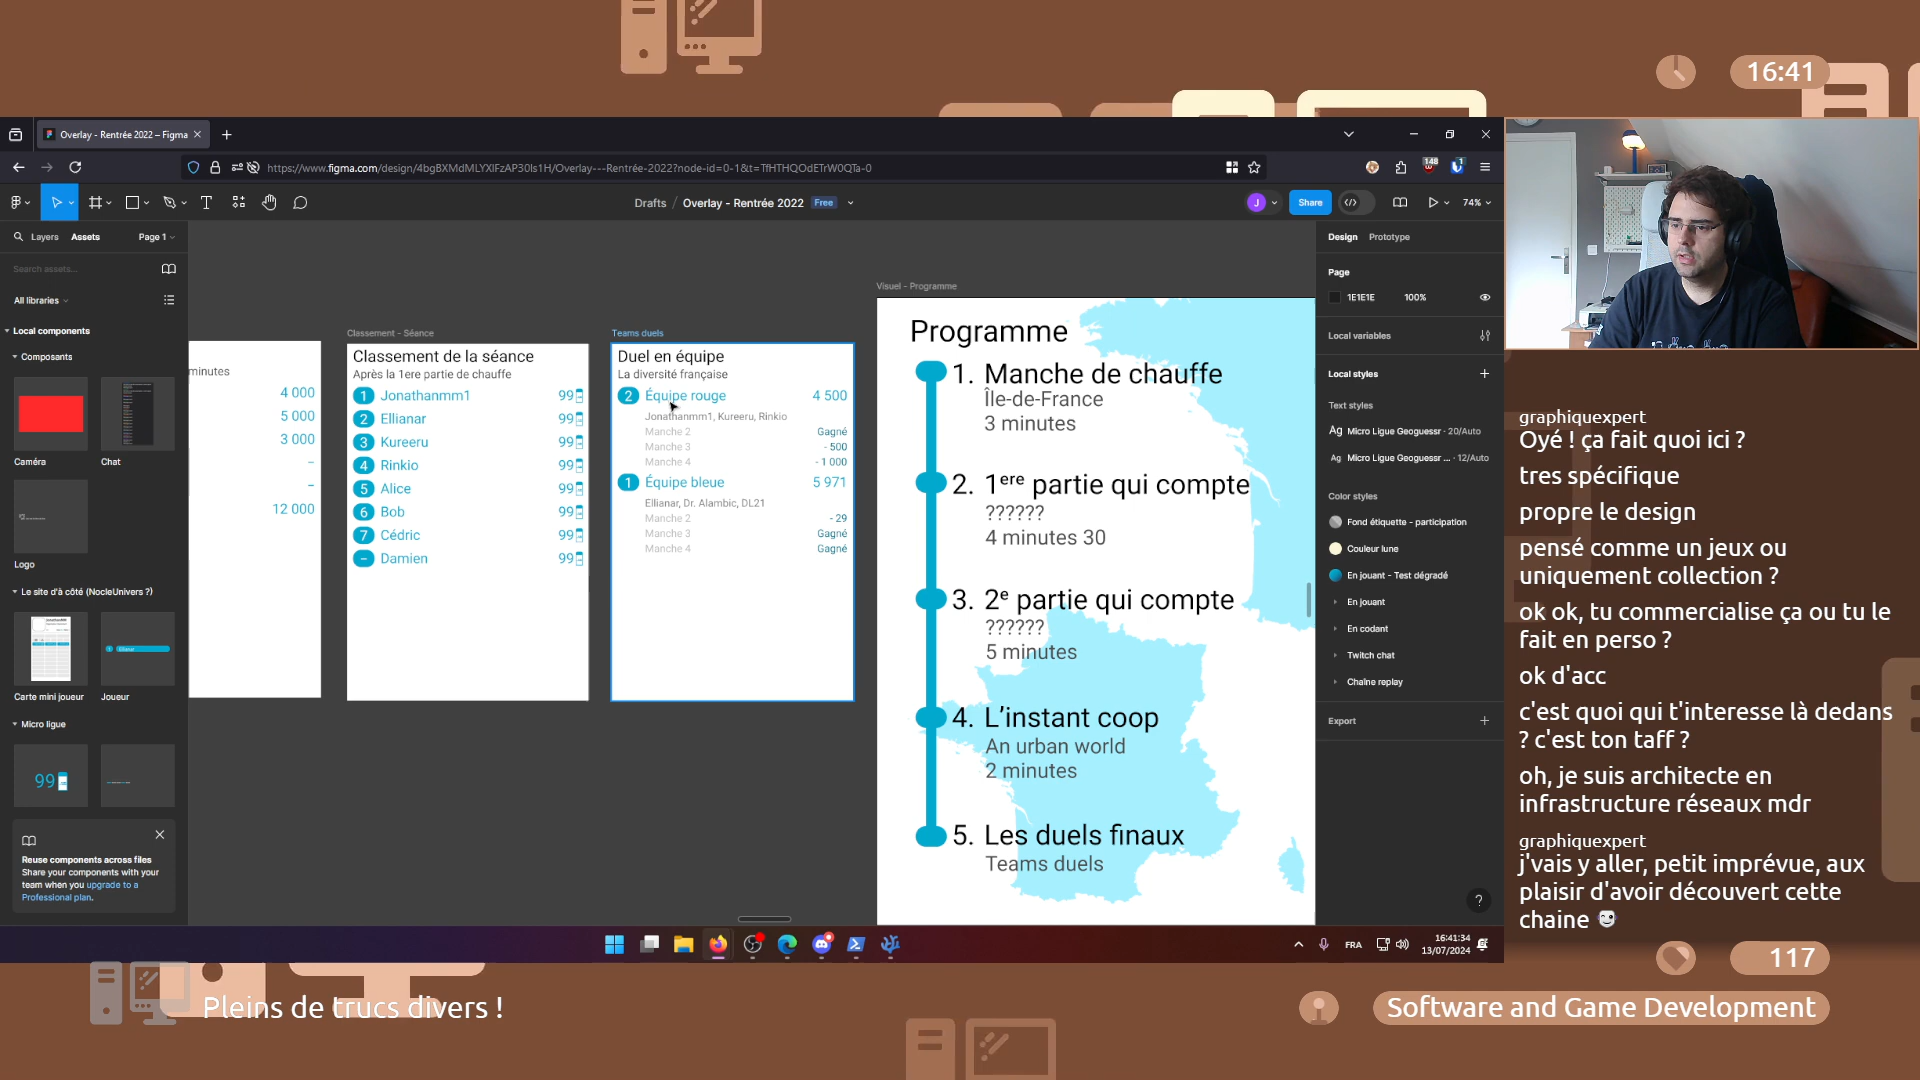 16:41
Overlay - Rentrée 2022 – Figma
https://www.figma.com/design/4bgBXMdMLYXlFzAP30ls1H/Overlay---Rentrée-2022?node-id=0-1&t=TfHTHQOdETrW0QTa-0
148
1
Drafts / Overlay - Rentrée 2022 Free
J
Share
74%
Layers
Assets
Page 1
Search assets...
All libraries
Local components
Composants
Caméra
Chat
Logo
Le site d'à côté (NocleUnivers ?)
Ellianar
Carte mini joueur
Joueur
Micro ligue
99
Reuse components across files
Share your components with your
team when you upgrade to a
Professional plan.
minutes
4 000
5 000
3 000
–
–
12 000
Classement - Séance
Classement de la séance
Après la 1ere partie de chauffe
1 Jonathanmm1 99
2 Ellianar 99
3 Kureeru 99
4 Rinkio 99
5 Alice 99
6 Bob 99
7 Cédric 99
– Damien 99
Teams duels
Duel en équipe
La diversité française
2 Équipe rouge 4 500
Jonathanmm1, Kureeru, Rinkio
Manche 2 Gagné
Manche 3 - 500
Manche 4 - 1 000
1 Équipe bleue 5 971
Ellianar, Dr. Alambic, DL21
Manche 2 - 29
Manche 3 Gagné
Manche 4 Gagné
Visuel - Programme
Programme
1. Manche de chauffe
Île-de-France
3 minutes
2. 1ere partie qui compte
??????
4 minutes 30
3. 2e partie qui compte
??????
5 minutes
4. L’instant coop
An urban world
2 minutes
5. Les duels finaux
Teams duels
Design
Prototype
Page
1E1E1E 100%
Local variables
Local styles
Text styles
Ag Micro Ligue Geoguessr · 20/Auto
Ag Micro Ligue Geoguessr ... · 12/Auto
Color styles
Fond étiquette - participation
Couleur lune
En jouant - Test dégradé
En jouant
En codant
Twitch chat
Chaîne replay
Export
?
FRA
16:41:34
13/07/2024
graphiquexpert
Oyé ! ça fait quoi ici ?
tres spécifique
propre le design
pensé comme un jeux ou
uniquement collection ?
ok ok, tu commercialise ça ou tu le
fait en perso ?
ok d'acc
c'est quoi qui t'interesse là dedans
? c'est ton taff ?
oh, je suis architecte en
infrastructure réseaux mdr
graphiquexpert
j'vais y aller, petit imprévue, aux
plaisir d'avoir découvert cette
chaine
117
Pleins de trucs divers !
Software and Game Development